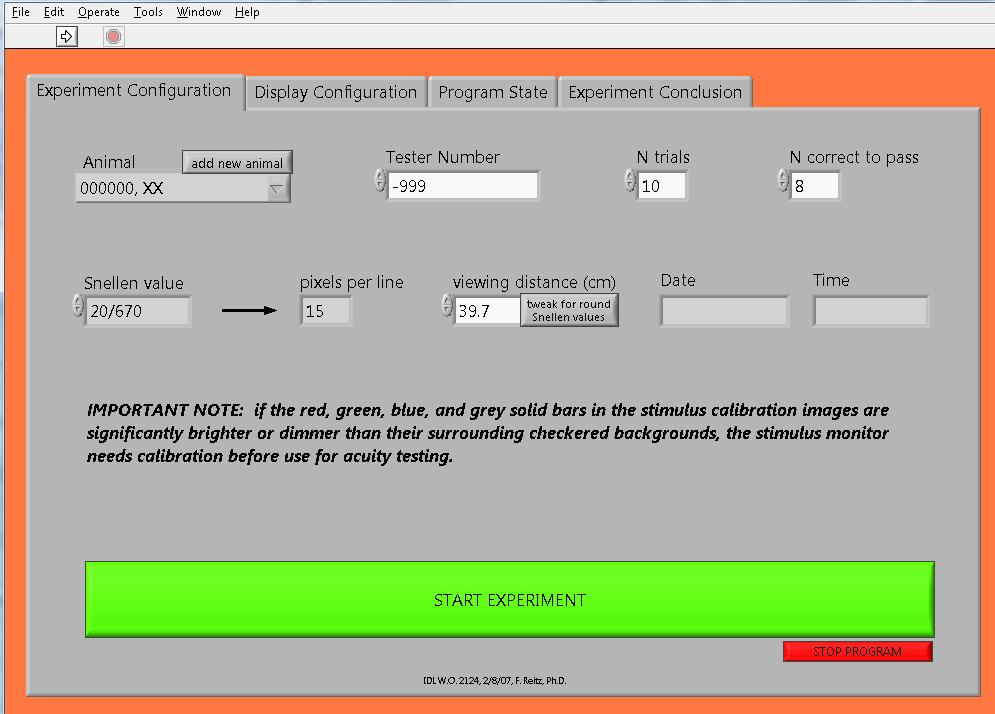 File Edit Operate Tools Window Help
Experiment Configuration Display Configuration Program State Experiment Conclusion
Animal add new animal Tester Number N trials N correct to pass
000000, XX -999 10 8
Snellen value pixels per line viewing distance (cm) Date Time
20/670 15 39.7 tweak for round
Snellen values
IMPORTANT NOTE: if the red, green, blue, and grey solid bars in the stimulus calibration images are
significantly brighter or dimmer than their surrounding checkered backgrounds, the stimulus monitor
needs calibration before use for acuity testing.
START EXPERIMENT
STOP PROGRAM
IDL W.O. 2124, 2/8/07, F. Reitz, Ph.D.